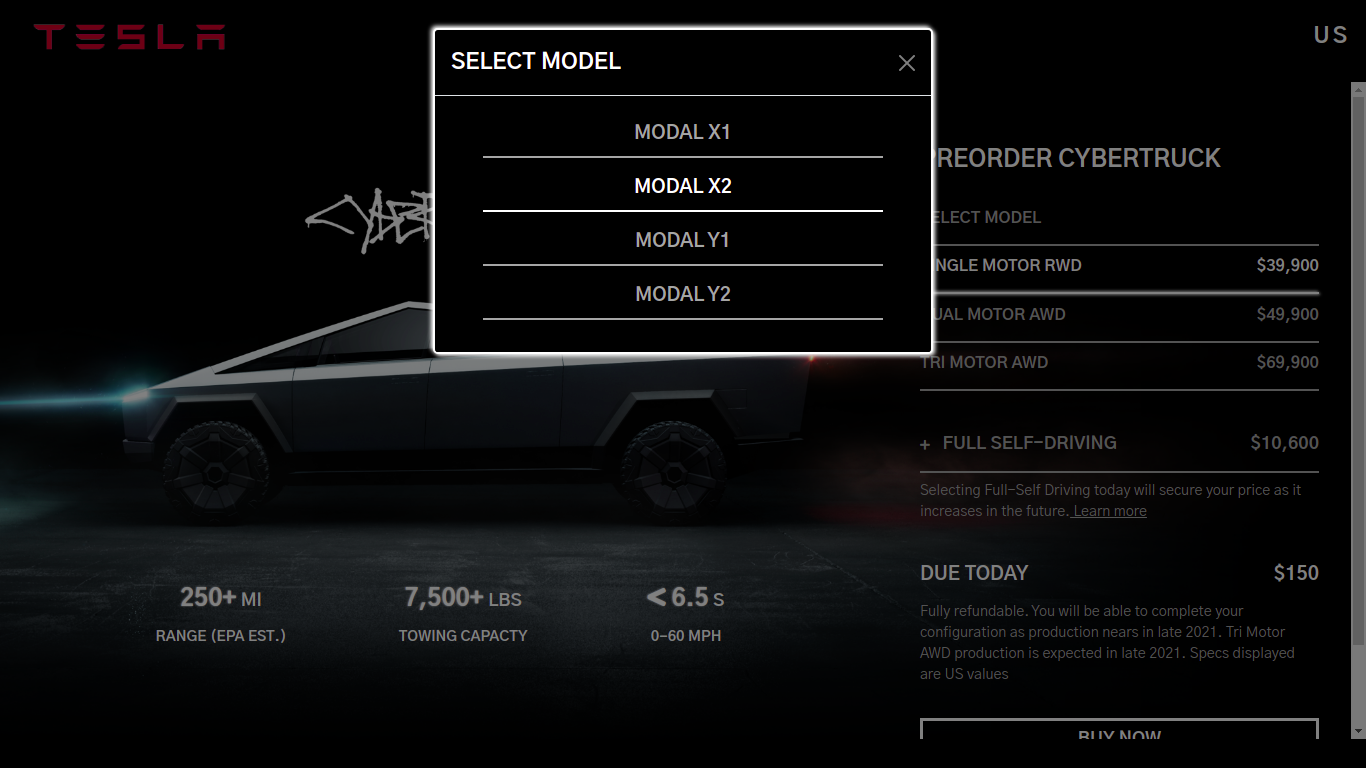 TESLA
US
SELECT MODEL
MODAL X1
MODAL X2
MODAL Y1
MODAL Y2
REORDER CYBERTRUCK
ELECT MODEL
NGLE MOTOR RWD $39,900
UAL MOTOR AWD $49,900
TRI MOTOR AWD $69,900
+ FULL SELF-DRIVING $10,600
Selecting Full-Self Driving today will secure your price as it
increases in the future. Learn more
DUE TODAY $150
Fully refundable. You will be able to complete your
configuration as production nears in late 2021. Tri Motor
AWD production is expected in late 2021. Specs displayed
are US values
BUY NOW
250+ MI
RANGE (EPA EST.)
7,500+ LBS
TOWING CAPACTY
< 6.5 S
0-60 MPH